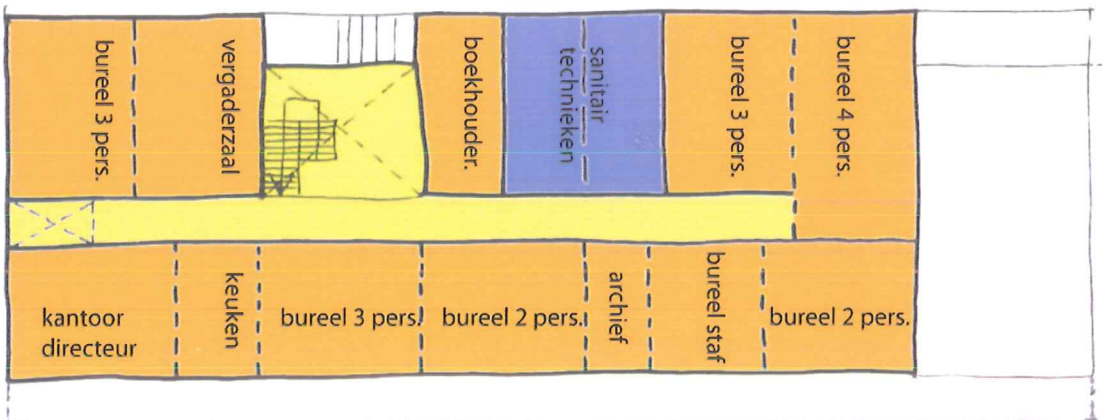 bureel 3 pers.
vergaderzaal
boekhouder.
sanitair
technieken
bureel 3 pers.
bureel 4 pers.
kantoor
directeur
keuken
bureel 3 pers.
bureel 2 pers.
archief
bureel staf
bureel 2 pers.